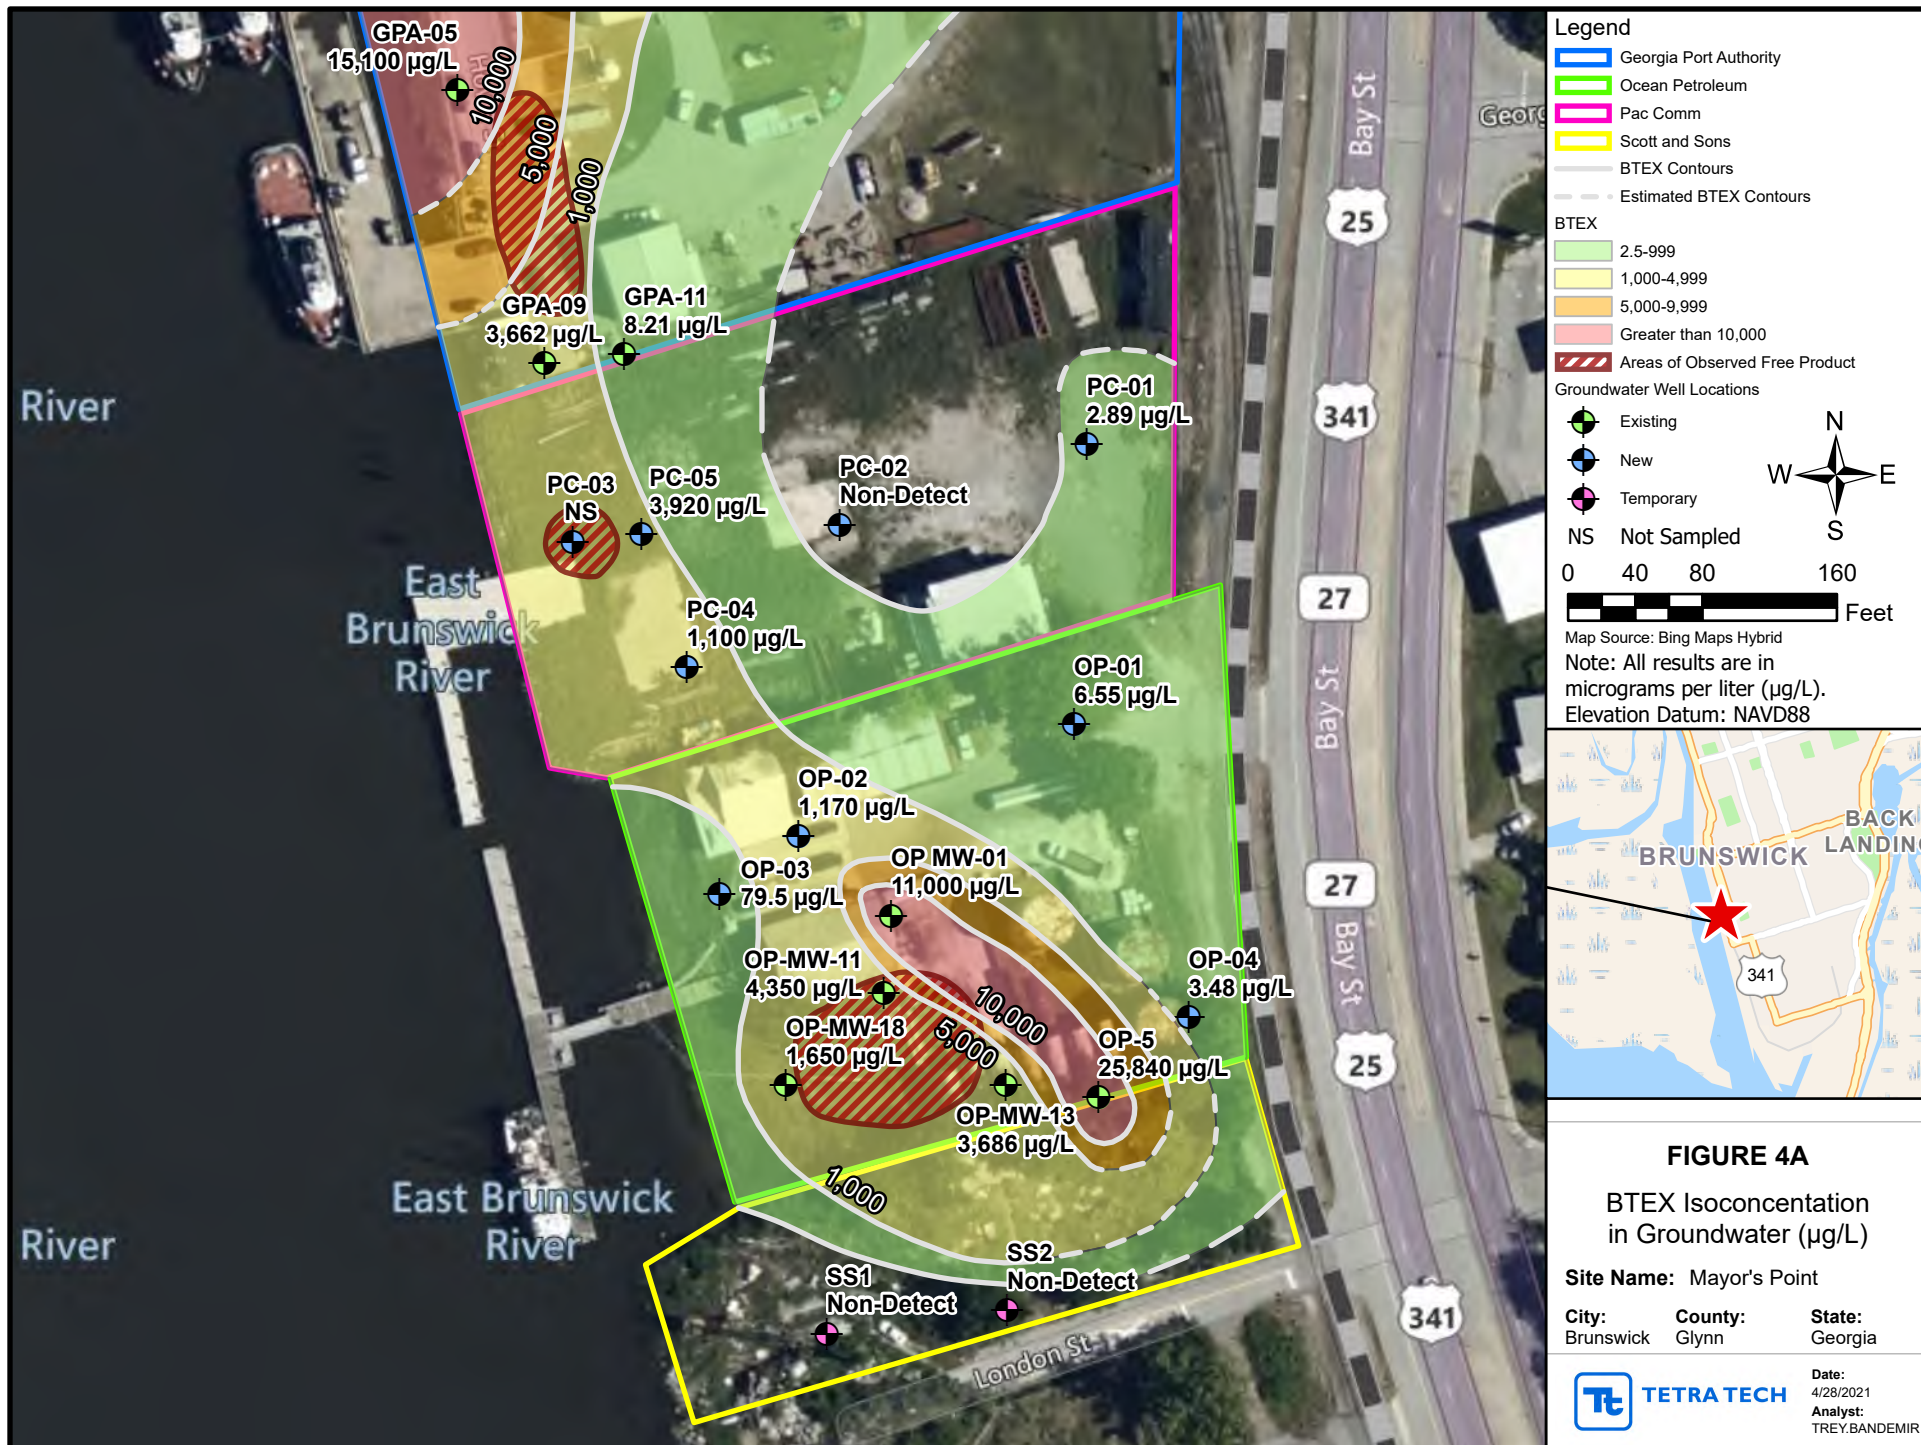 GPA-05
15,100 µg/L
10,000
5,000
1,000
GPA-09
3,662 µg/L
GPA-11
8.21 µg/L
PC-01
2.89 µg/L
PC-02
Non-Detect
PC-03
NS
PC-05
3,920 µg/L
PC-04
1,100 µg/L
OP-01
6.55 µg/L
OP-02
1,170 µg/L
OP-03
79.5 µg/L
OP MW-01
11,000 µg/L
OP-MW-11
4,350 µg/L
OP-MW-18
1,650 µg/L
10,000
5,000
OP-04
3.48 µg/L
OP-5
25,840 µg/L
OP-MW-13
3,686 µg/L
1,000
SS2
Non-Detect
SS1
Non-Detect
River
East
Brunswick
River
East Brunswick
River
River
London St
Bay St
25
341
27
Bay St
27
Bay St
25
341
Georg
Legend
Georgia Port Authority
Ocean Petroleum
Pac Comm
Scott and Sons
BTEX Contours
Estimated BTEX Contours
BTEX
2.5-999
1,000-4,999
5,000-9,999
Greater than 10,000
Areas of Observed Free Product
Groundwater Well Locations
Existing
New
Temporary
NS Not Sampled
N
W E
S
0 40 80 160
Feet
Map Source: Bing Maps Hybrid
Note: All results are in
micrograms per liter (µg/L).
Elevation Datum: NAVD88
BACK
LANDING
BRUNSWICK
341
FIGURE 4A
BTEX Isoconcentation
in Groundwater (µg/L)
Site Name: Mayor's Point
City: County: State:
Brunswick Glynn Georgia
Tt TETRA TECH
Date:
4/28/2021
Analyst:
TREY.BANDEMIR